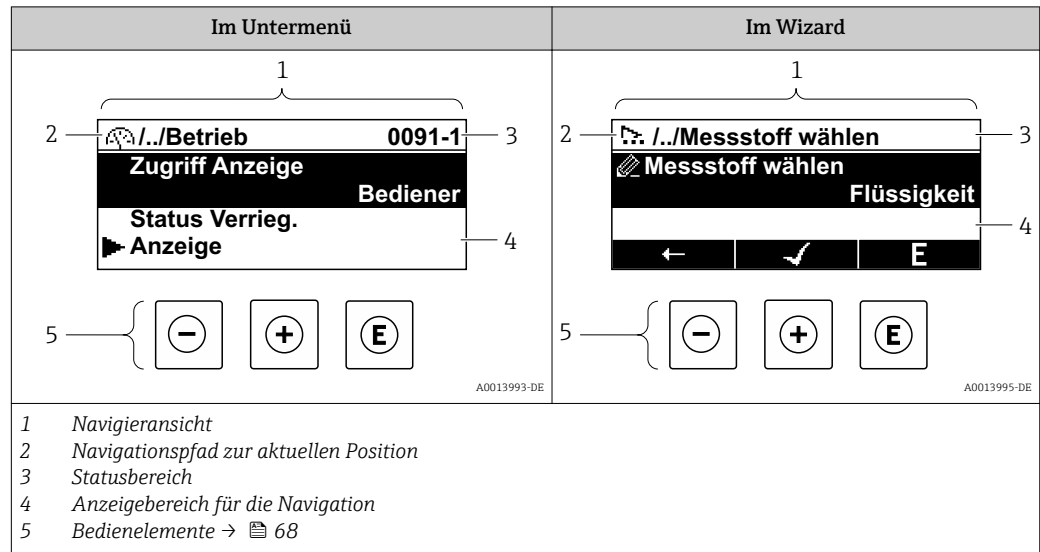 Im Untermenü
Im Wizard
1
2
/../Betrieb 0091-1
3
Zugriff Anzeige
Bediener
Status Verrieg.
Anzeige
4
5
- + E
A0013993-DE
1
2
/../Messstoff wählen
3
Messstoff wählen
Flüssigkeit
4
← ✓ E
5
- + E
A0013995-DE
1 Navigieransicht
2 Navigationspfad zur aktuellen Position
3 Statusbereich
4 Anzeigebereich für die Navigation
5 Bedienelemente → 68